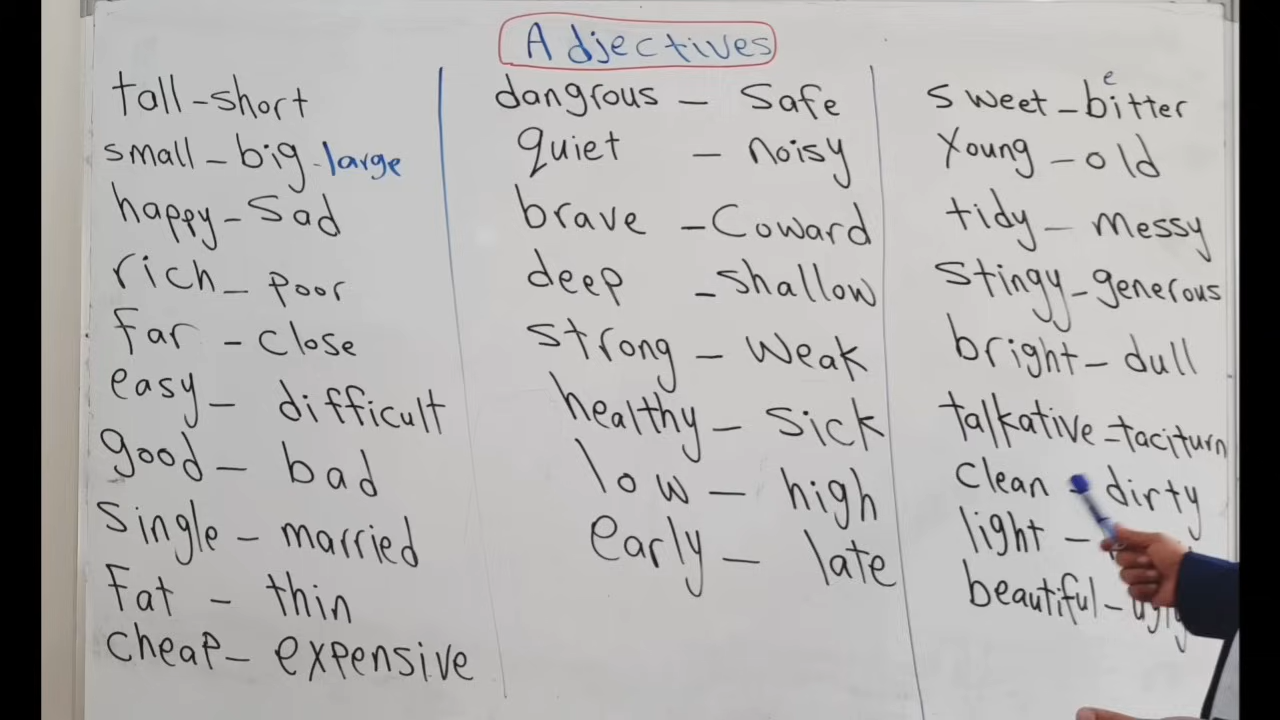 Adjectives
tall - short
small - big - large
happy - Sad
rich - poor
far - close
easy - difficult
good - bad
single - married
Fat - thin
cheap - expensive
dangrous - Safe
quiet - noisy
brave - Coward
deep - shallow
strong - Weak
healthy - Sick
low - high
early - late
e
sweet - bitter
Young - old
tidy - messy
stingy - generous
bright - dull
talkative - taciturn
clean - dirty
light -
beautiful - ugly